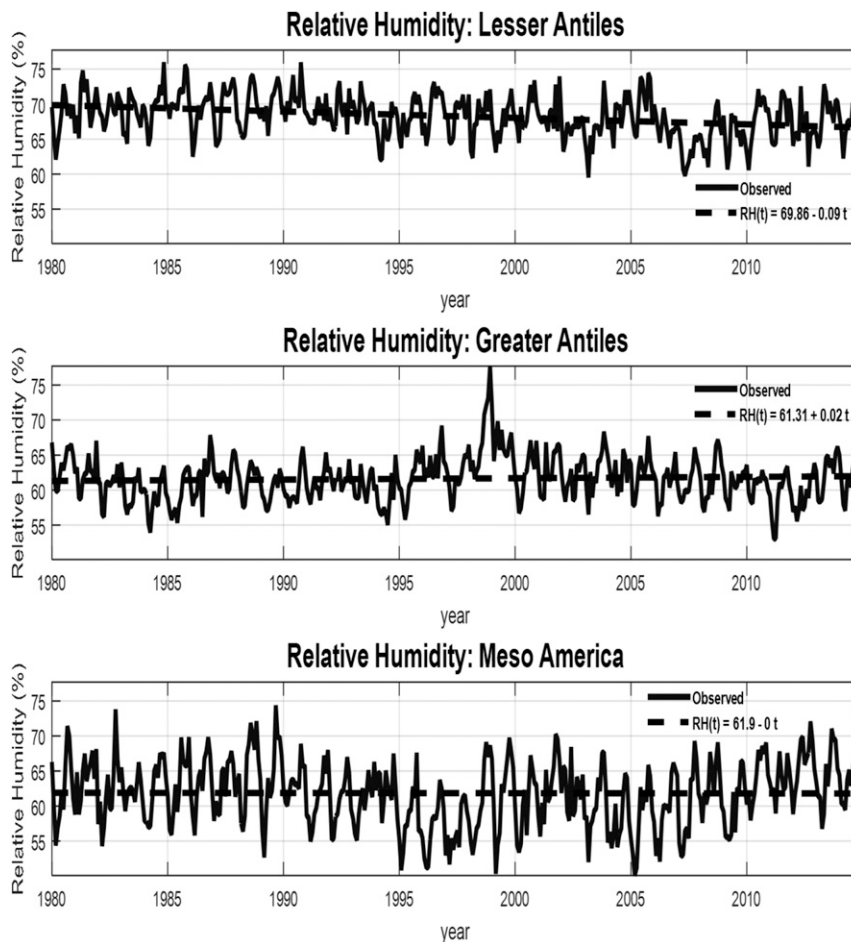 Relative Humidity: Lesser Antiles
Relative Humidity (%)
75
70
65
60
55
Observed
RH(t) = 69.86 - 0.09 t
1980 1985 1990 1995 2000 2005 2010
year
Relative Humidity: Greater Antiles
Relative Humidity (%)
75
70
65
60
55
Observed
RH(t) = 61.31 + 0.02 t
1980 1985 1990 1995 2000 2005 2010
year
Relative Humidity: Meso America
Relative Humidity (%)
75
70
65
60
55
Observed
RH(t) = 61.9 - 0 t
1980 1985 1990 1995 2000 2005 2010
year